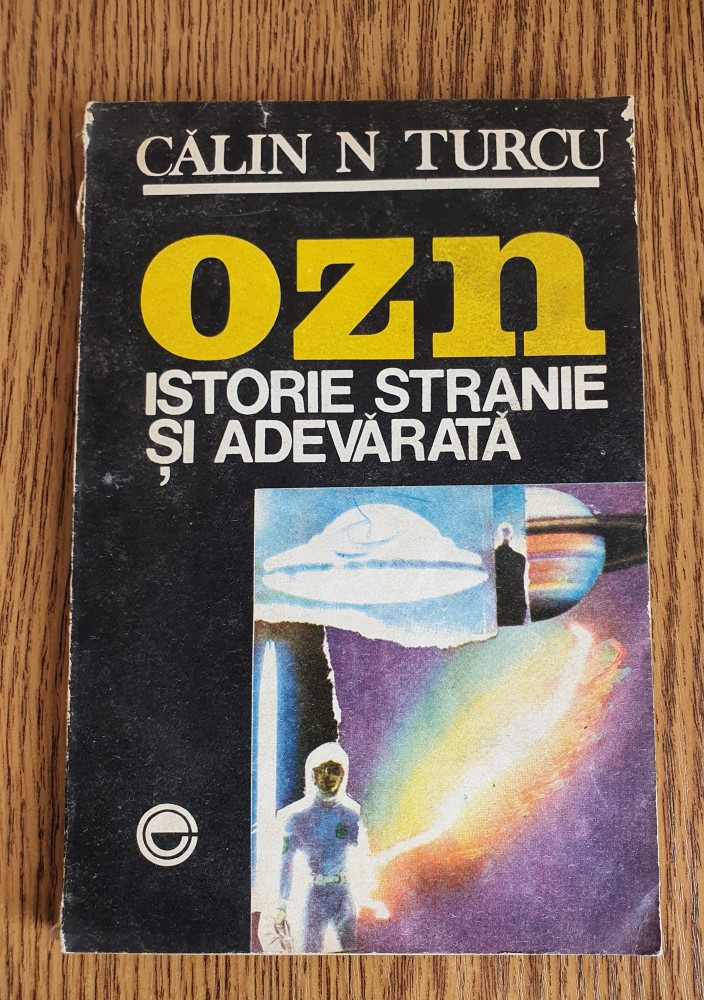 CĂLIN N TURCU
ozn
ISTORIE STRANIE
ȘI ADEVĂRATĂ